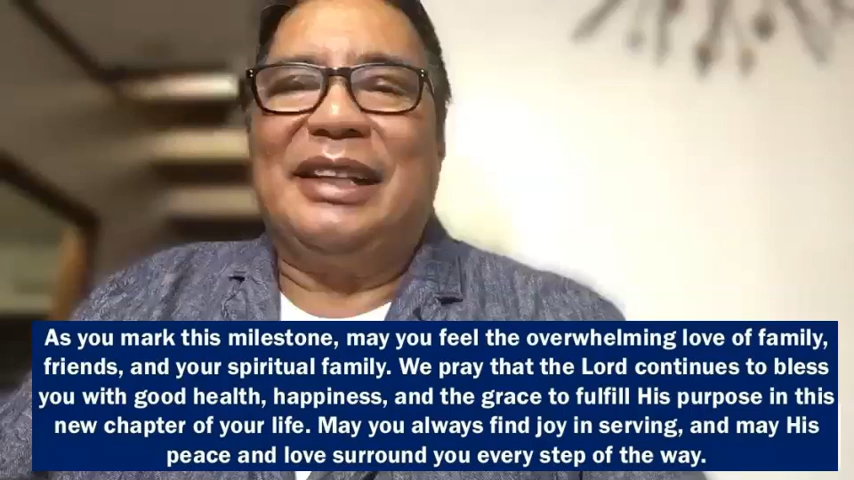 As you mark this milestone, may you feel the overwhelming love of family,
friends, and your spiritual family. We pray that the Lord continues to bless
you with good health, happiness, and the grace to fulfill His purpose in this
new chapter of your life. May you always find joy in serving, and may His
peace and love surround you every step of the way.